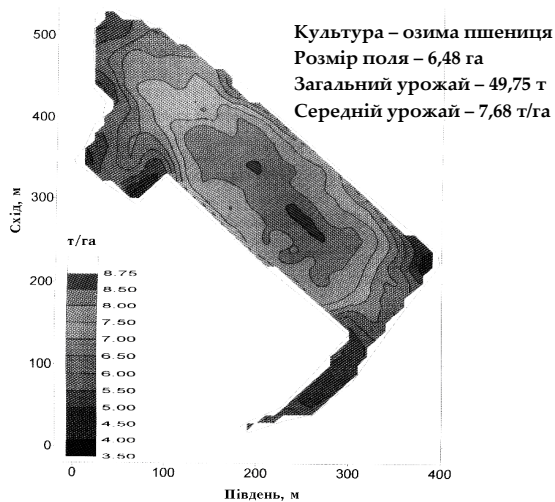 Культура – озима пшениця
Розмір поля – 6,48 га
Загальний урожай – 49,75 т
Середній урожай – 7,68 т/га
500
400
300
200
100
0
Схід, м
т/га
8.75
8.50
8.00
7.50
7.00
6.50
6.00
5.50
5.00
4.50
4.00
3.50
0 100 200 300 400
Південь, м